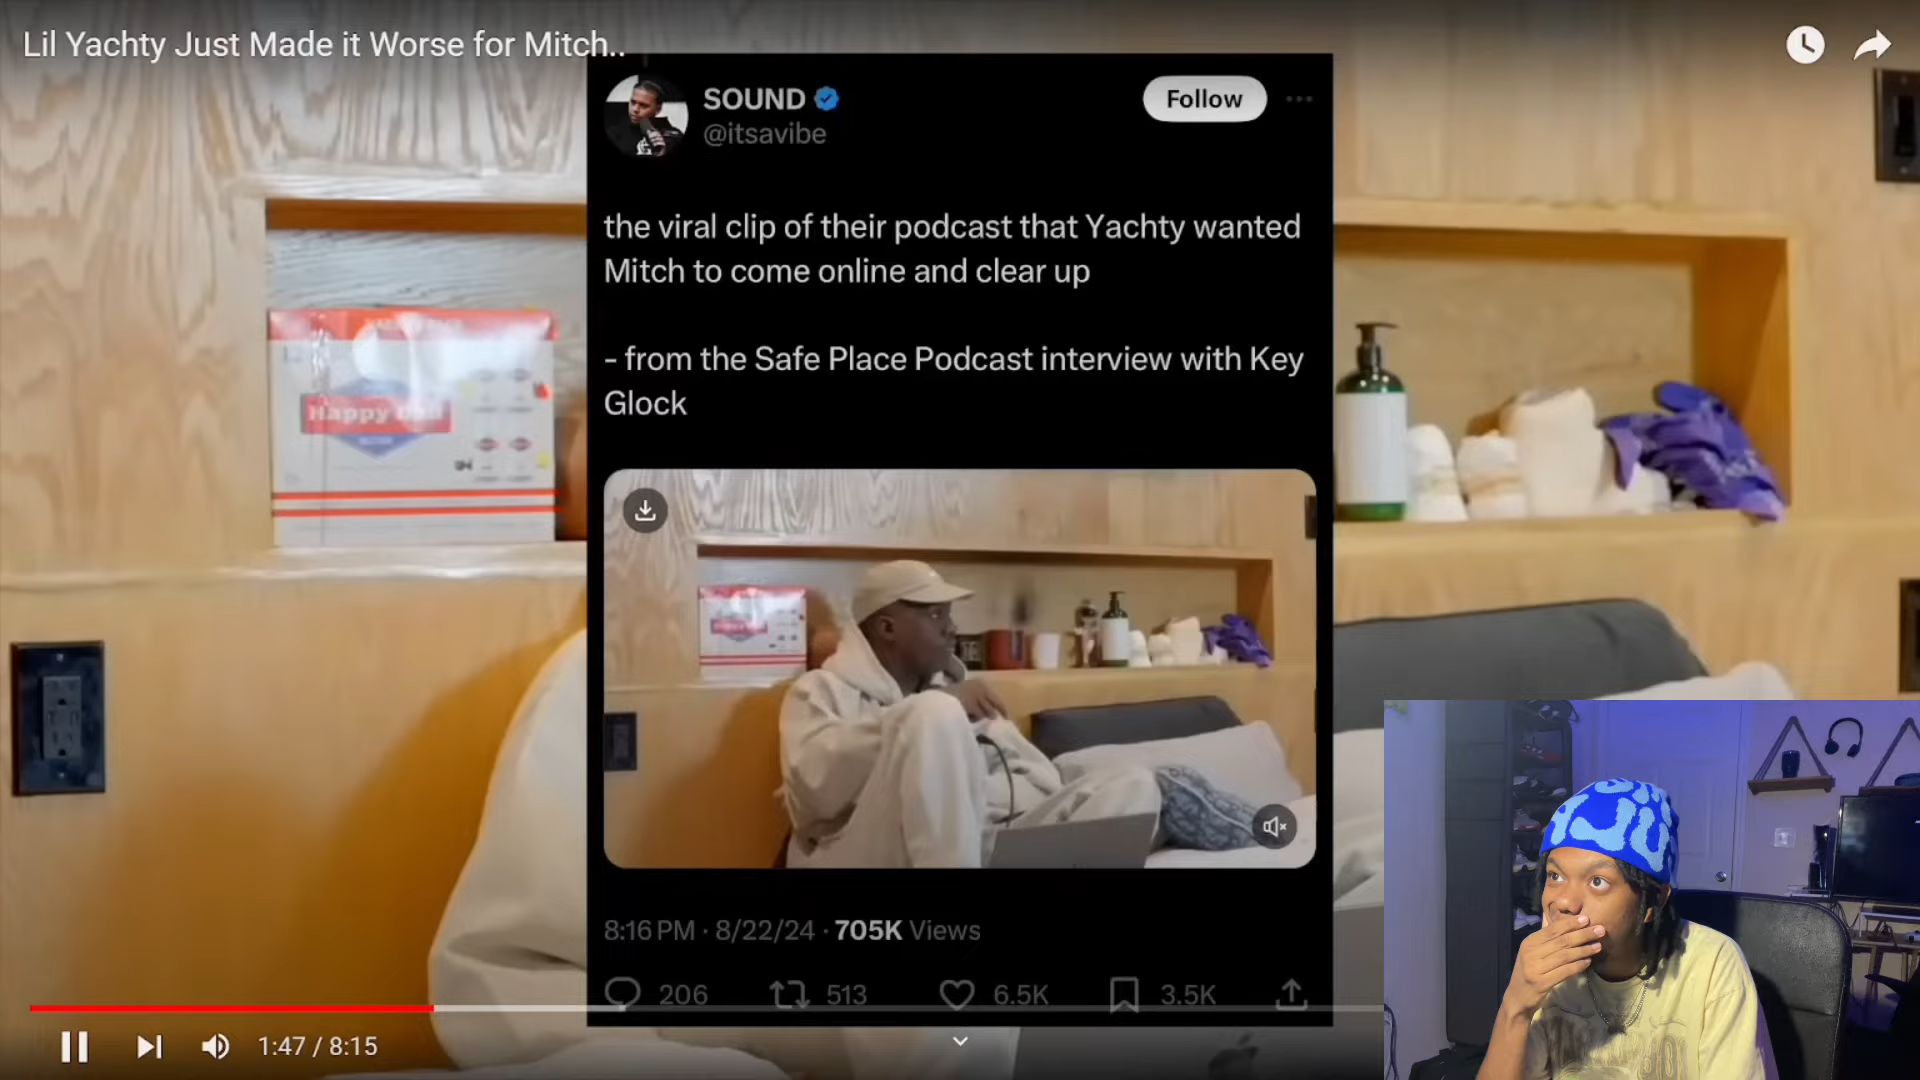 Lil Yachty Just Made it Worse for Mitch..
SOUND
@itsavibe
Follow
the viral clip of their podcast that Yachty wanted
Mitch to come online and clear up
- from the Safe Place Podcast interview with Key
Glock
Happy
8:16 PM · 8/22/24 · 705K Views
206 513 6.5K 3.5K
1:47 / 8:15